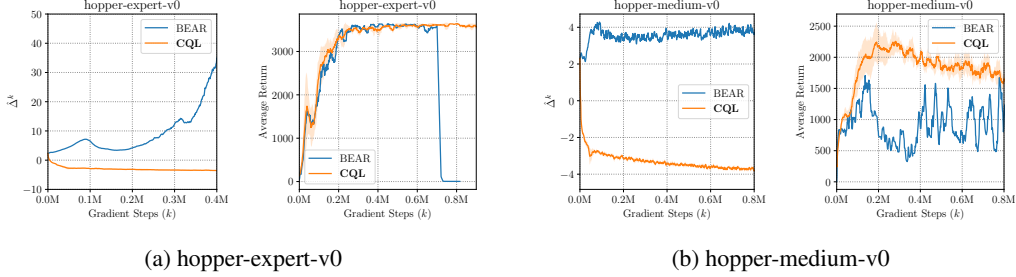 hopper-expert-v0
50
40
30
20
10
0
−10
Δ̂ᵏ
BEAR
CQL
0.0M 0.1M 0.2M 0.3M 0.4M
Gradient Steps (k)
hopper-expert-v0
3000
2000
1000
0
Average Return
BEAR
CQL
0.0M 0.2M 0.4M 0.6M 0.8M
Gradient Steps (k)
(a) hopper-expert-v0
hopper-medium-v0
4
2
0
−2
−4
Δ̂ᵏ
BEAR
CQL
0.0M 0.2M 0.4M 0.6M 0.8M
Gradient Steps (k)
hopper-medium-v0
2500
2000
1500
1000
500
0
Average Return
BEAR
CQL
0.0M 0.2M 0.4M 0.6M 0.8M
Gradient Steps (k)
(b) hopper-medium-v0